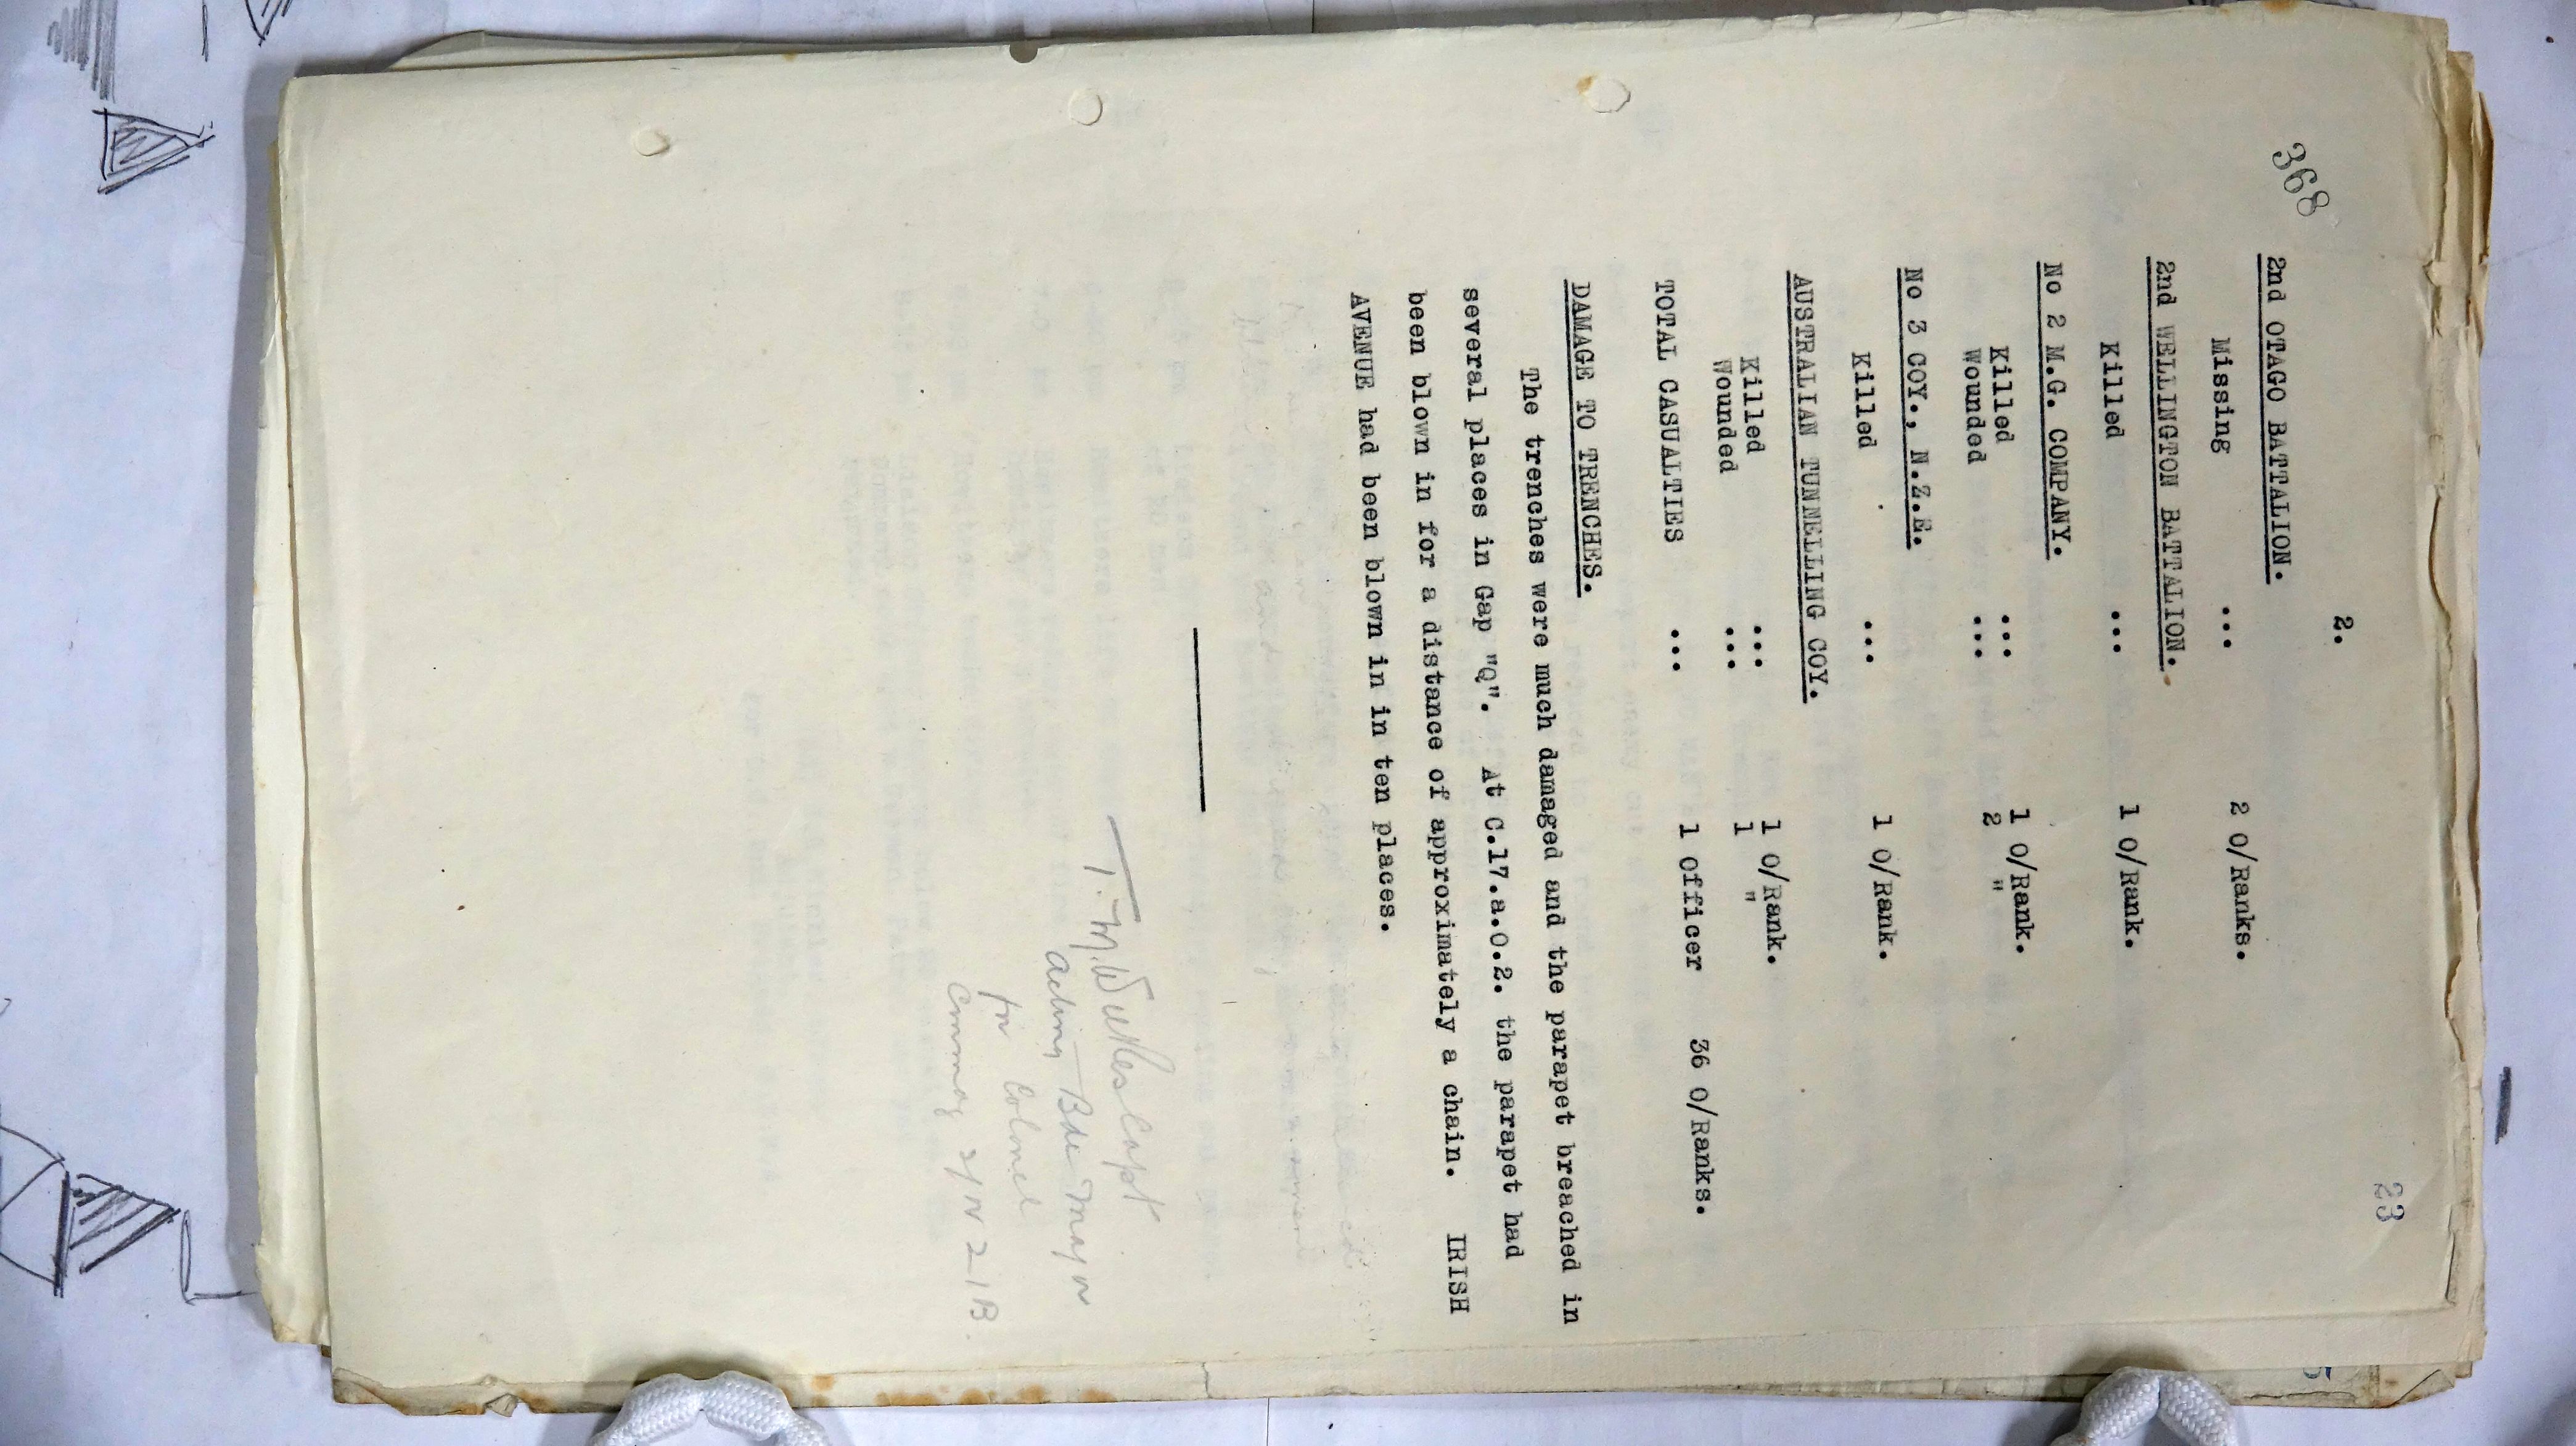 368
2.
23
2nd OTAGO BATTALION.
Missing ... 2 O/Ranks.
2nd WELLINGTON BATTALION.
Killed ... 1 O/Rank.
No 2 M.G. COMPANY.
Killed ... 1 O/Rank.
Wounded ... 2 "
No 3 COY., N.Z.E.
Killed ... 1 O/Rank.
AUSTRALIAN TUNNELLING COY.
Killed ... 1 O/Rank.
Wounded ... 1 "
TOTAL CASUALTIES ... 1 Officer 36 O/Ranks.
DAMAGE TO TRENCHES.
The trenches were much damaged and the parapet breached in
several places in Gap "Q". At C.17.a.0.2. the parapet had
been blown in for a distance of approximately a chain. IRISH
AVENUE had been blown in in ten places.
Capt
Acting Bde Major
for Colonel